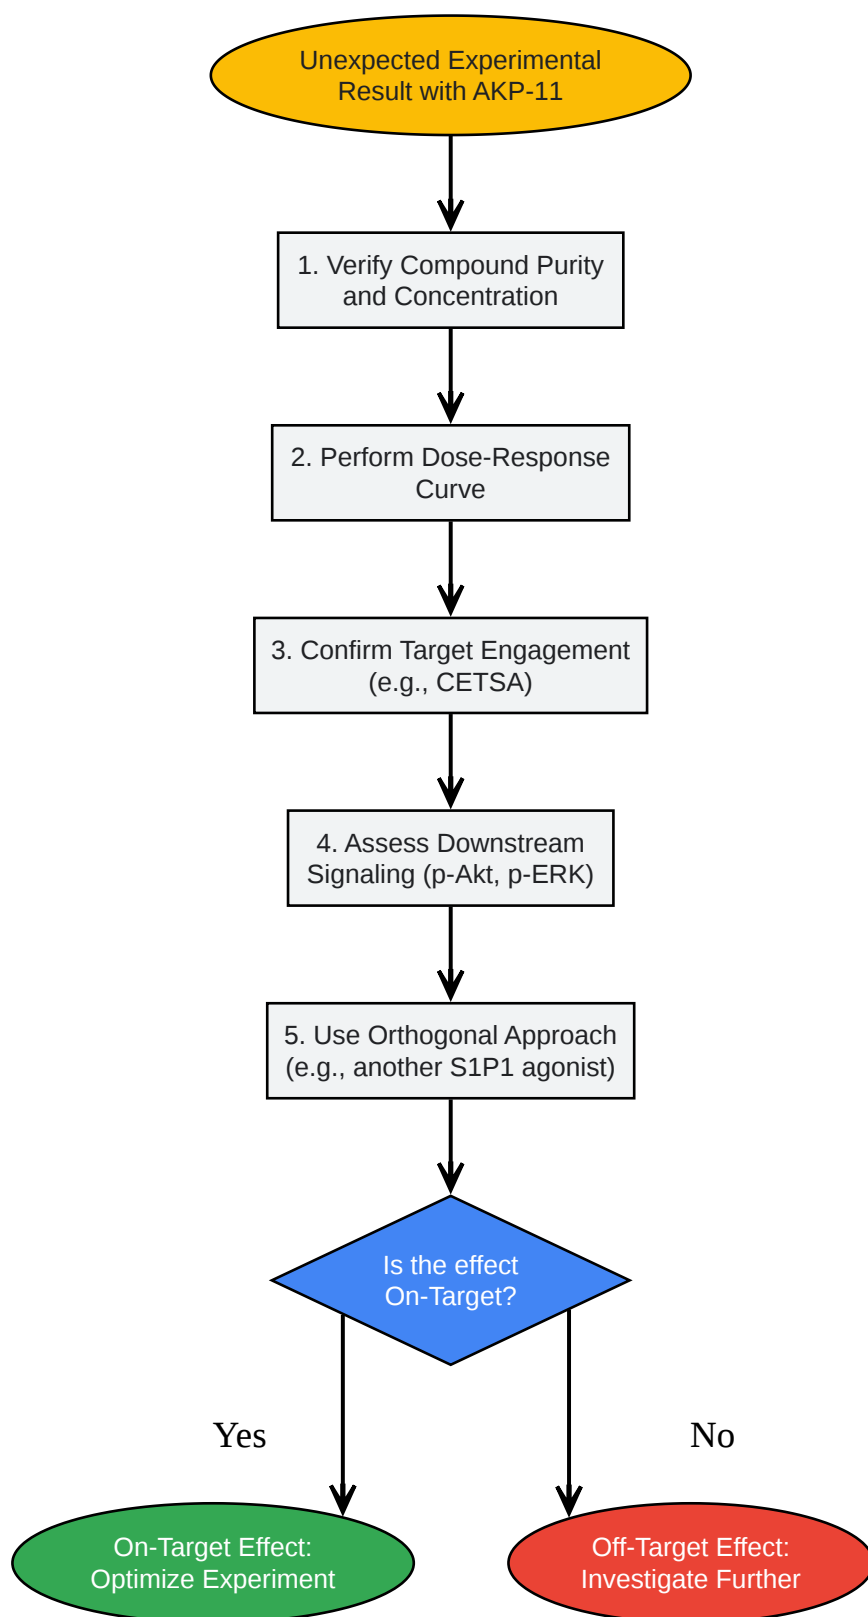 Unexpected Experimental
Result with AKP-11
1. Verify Compound Purity
and Concentration
2. Perform Dose-Response
Curve
3. Confirm Target Engagement
(e.g., CETSA)
4. Assess Downstream
Signaling (p-Akt, p-ERK)
5. Use Orthogonal Approach
(e.g., another S1P1 agonist)
Is the effect
On-Target?
Yes
No
On-Target Effect:
Optimize Experiment
Off-Target Effect:
Investigate Further